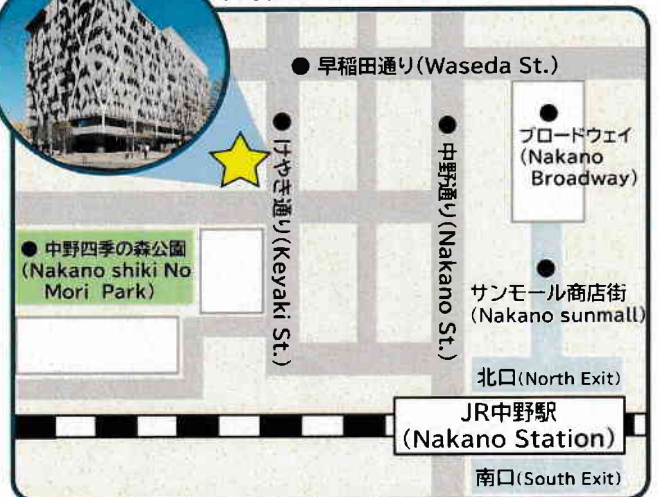 ● 早稲田通り(Waseda St.)
● けやき通り(Keyaki St.)
● 中野通り(Nakano St.)
●
ブロードウェイ
(Nakano
Broadway)
● 中野四季の森公園
(Nakano shiki No
Mori Park)
●
サンモール商店街
(Nakano sunmall)
北口(North Exit)
JR中野駅
(Nakano Station)
南口(South Exit)